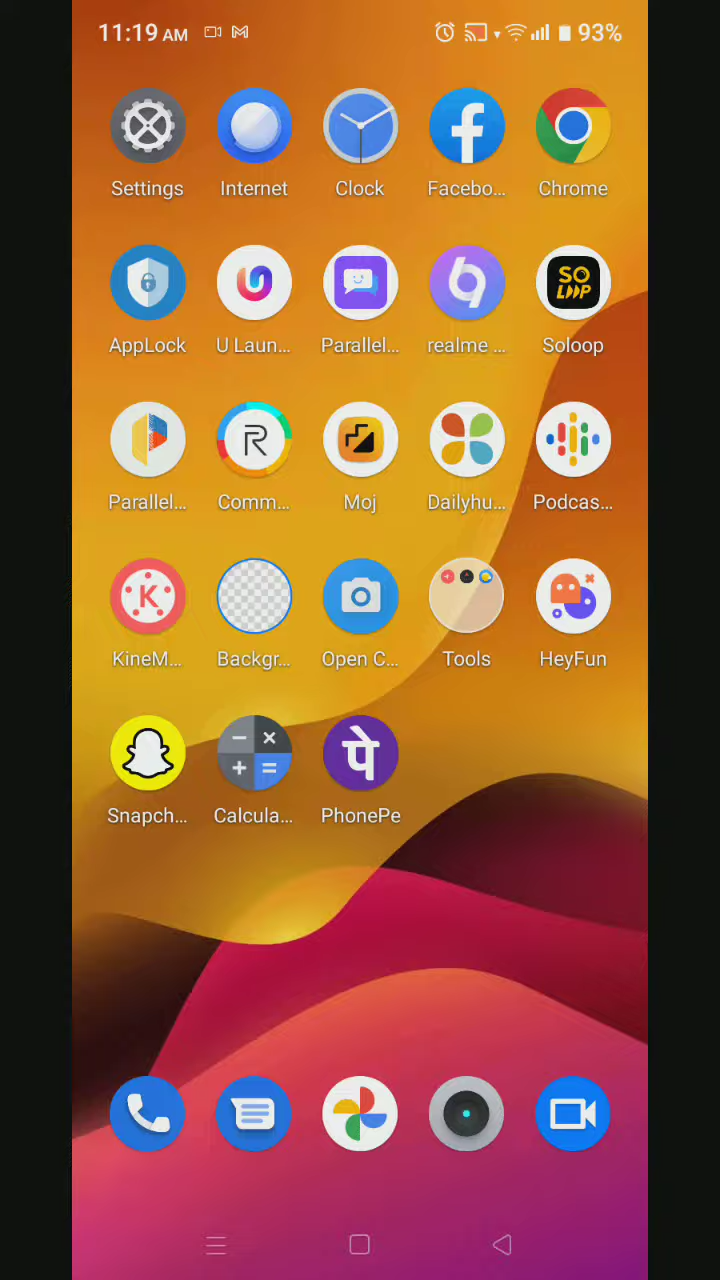 11:19 AM 93%
Settings Internet Clock Facebo... Chrome
SO
LOOP
AppLock U Laun... Parallel... realme ... Soloop
R
Parallel... Comm... Moj Dailyhu... Podcas...
K
KineM... Backgr... Open C... Tools HeyFun
पे
Snapch... Calcula... PhonePe